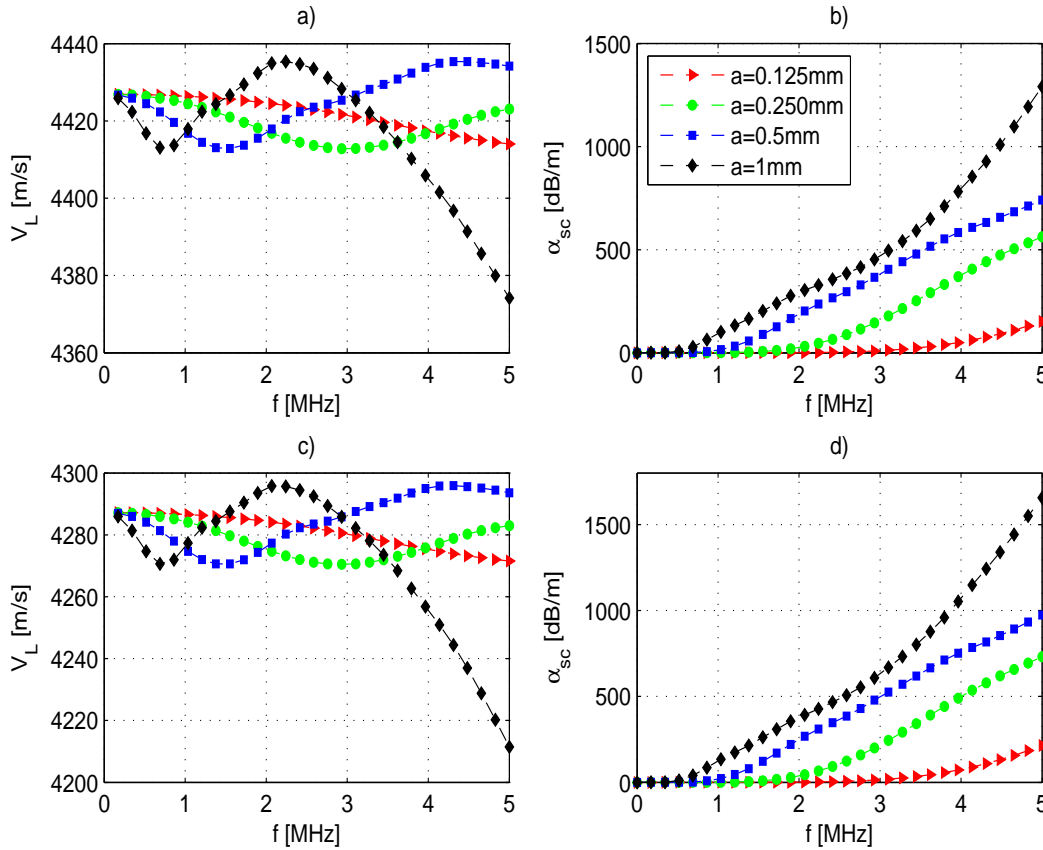 a)
4440
4420
4400
4380
4360
V_L [m/s]
0 1 2 3 4 5
f [MHz]
b)
1500
1000
500
0
α_sc [dB/m]
a=0.125mm
a=0.250mm
a=0.5mm
a=1mm
0 1 2 3 4 5
f [MHz]
c)
4300
4280
4260
4240
4220
4200
V_L [m/s]
0 1 2 3 4 5
f [MHz]
d)
1500
1000
500
0
α_sc [dB/m]
0 1 2 3 4 5
f [MHz]